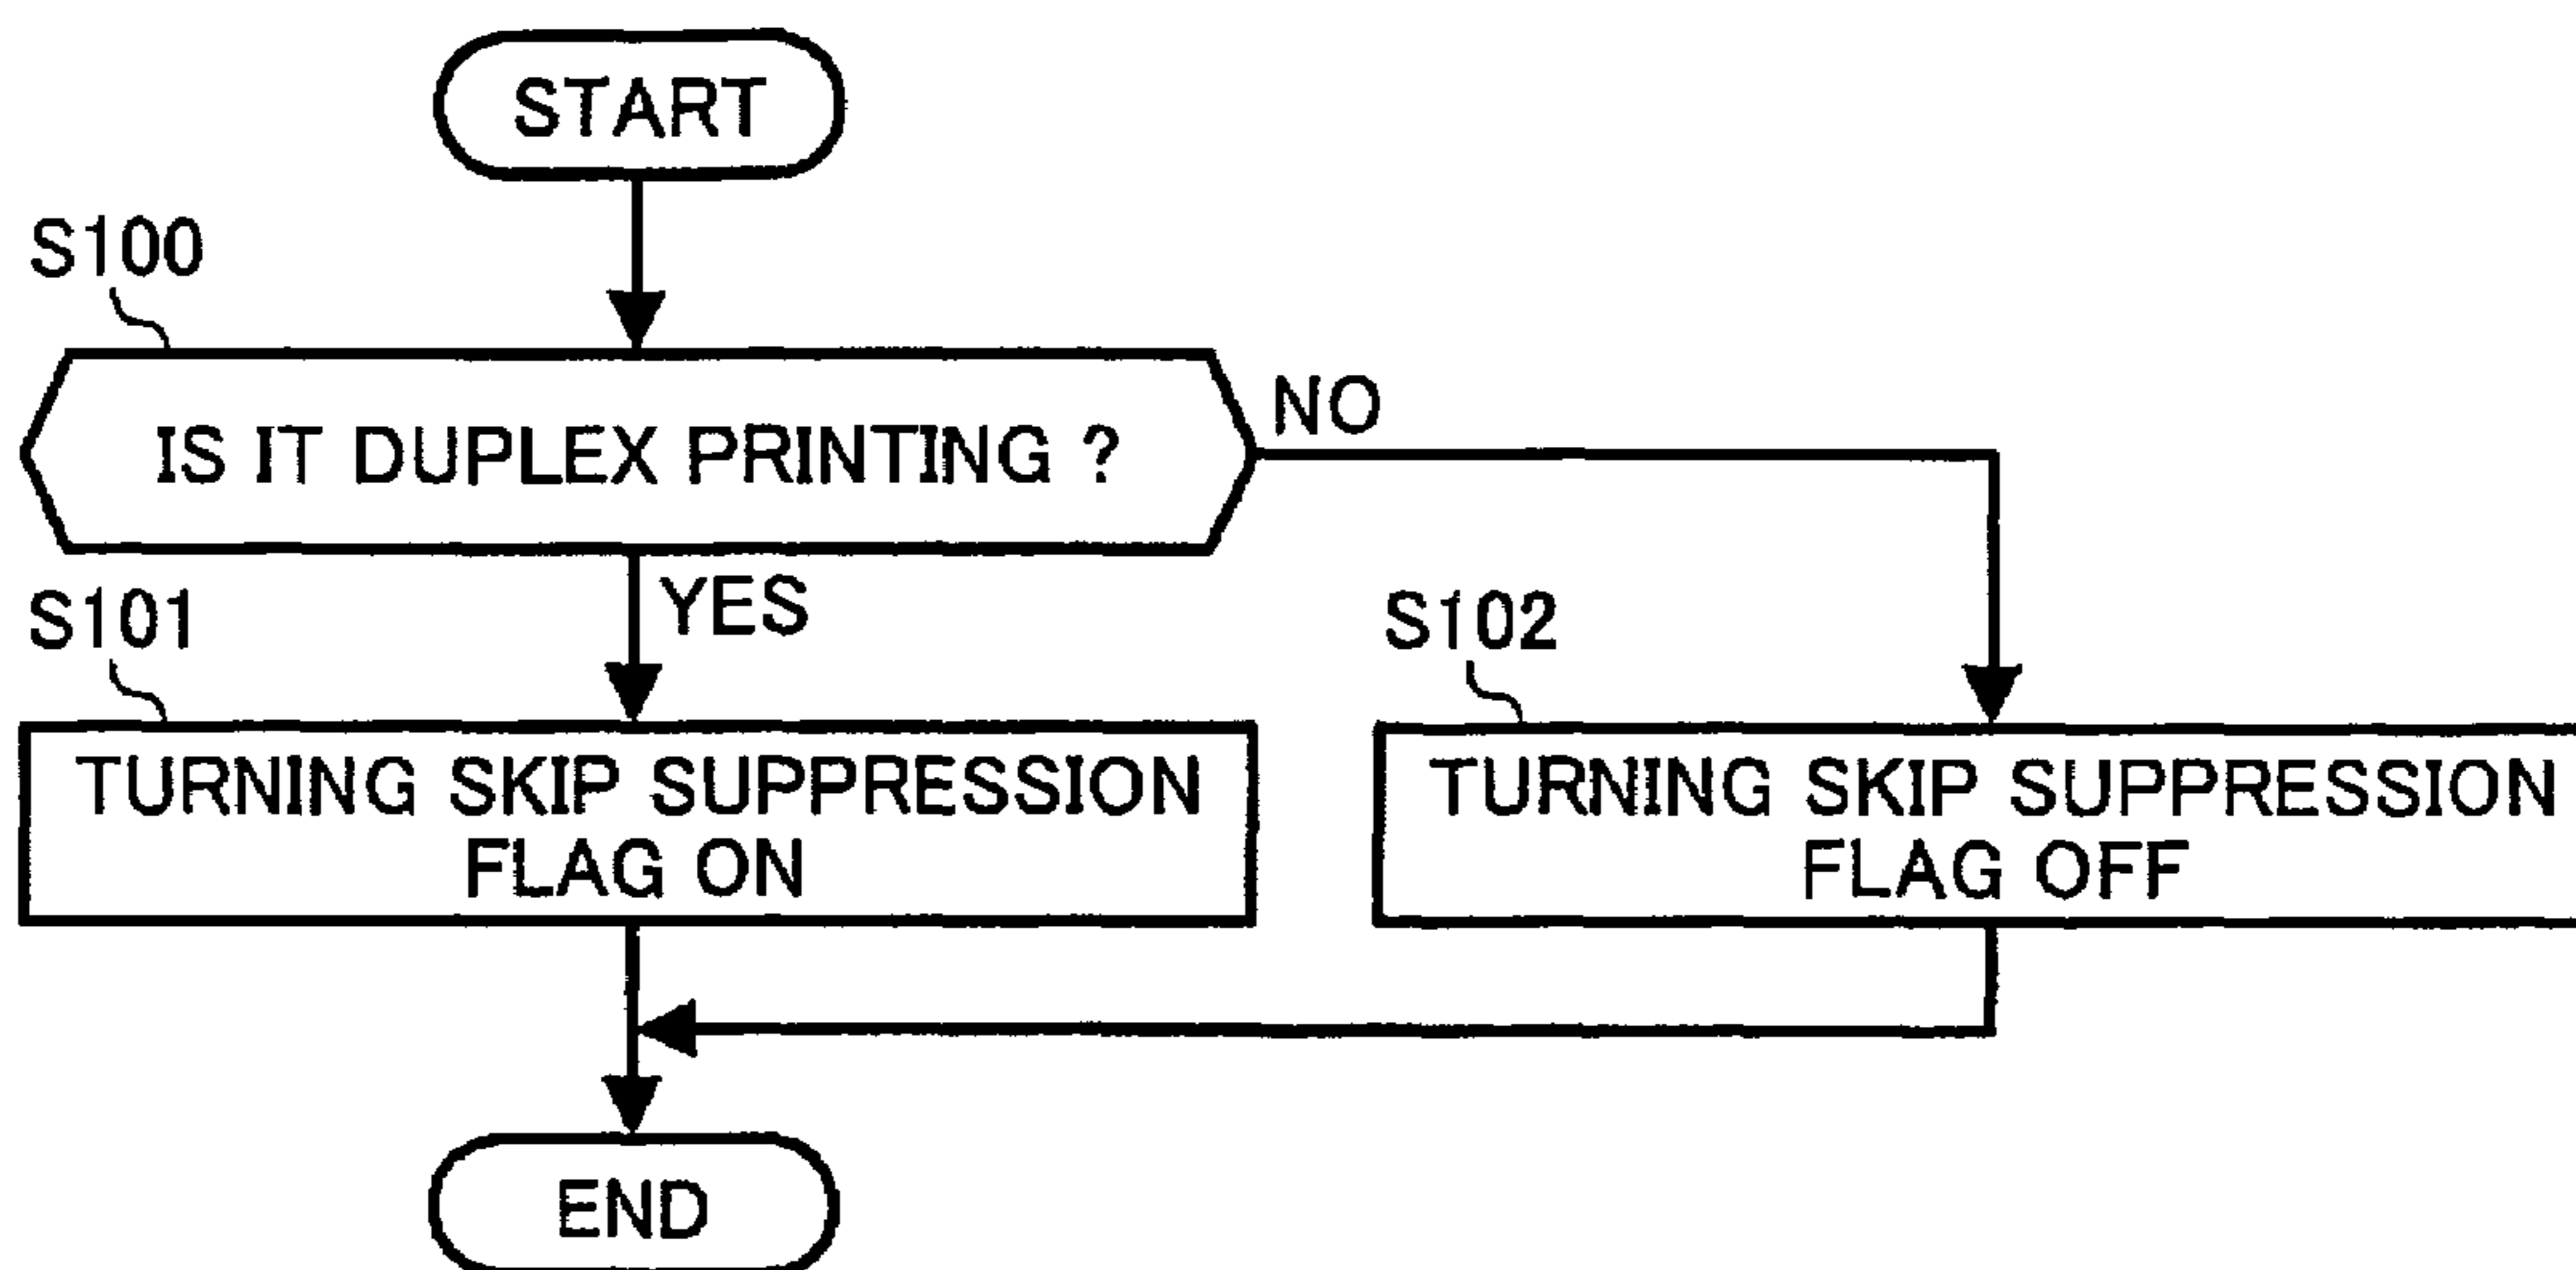 START
S100
IS IT DUPLEX PRINTING ?
NO
YES
S101
TURNING SKIP SUPPRESSION
FLAG ON
S102
TURNING SKIP SUPPRESSION
FLAG OFF
END